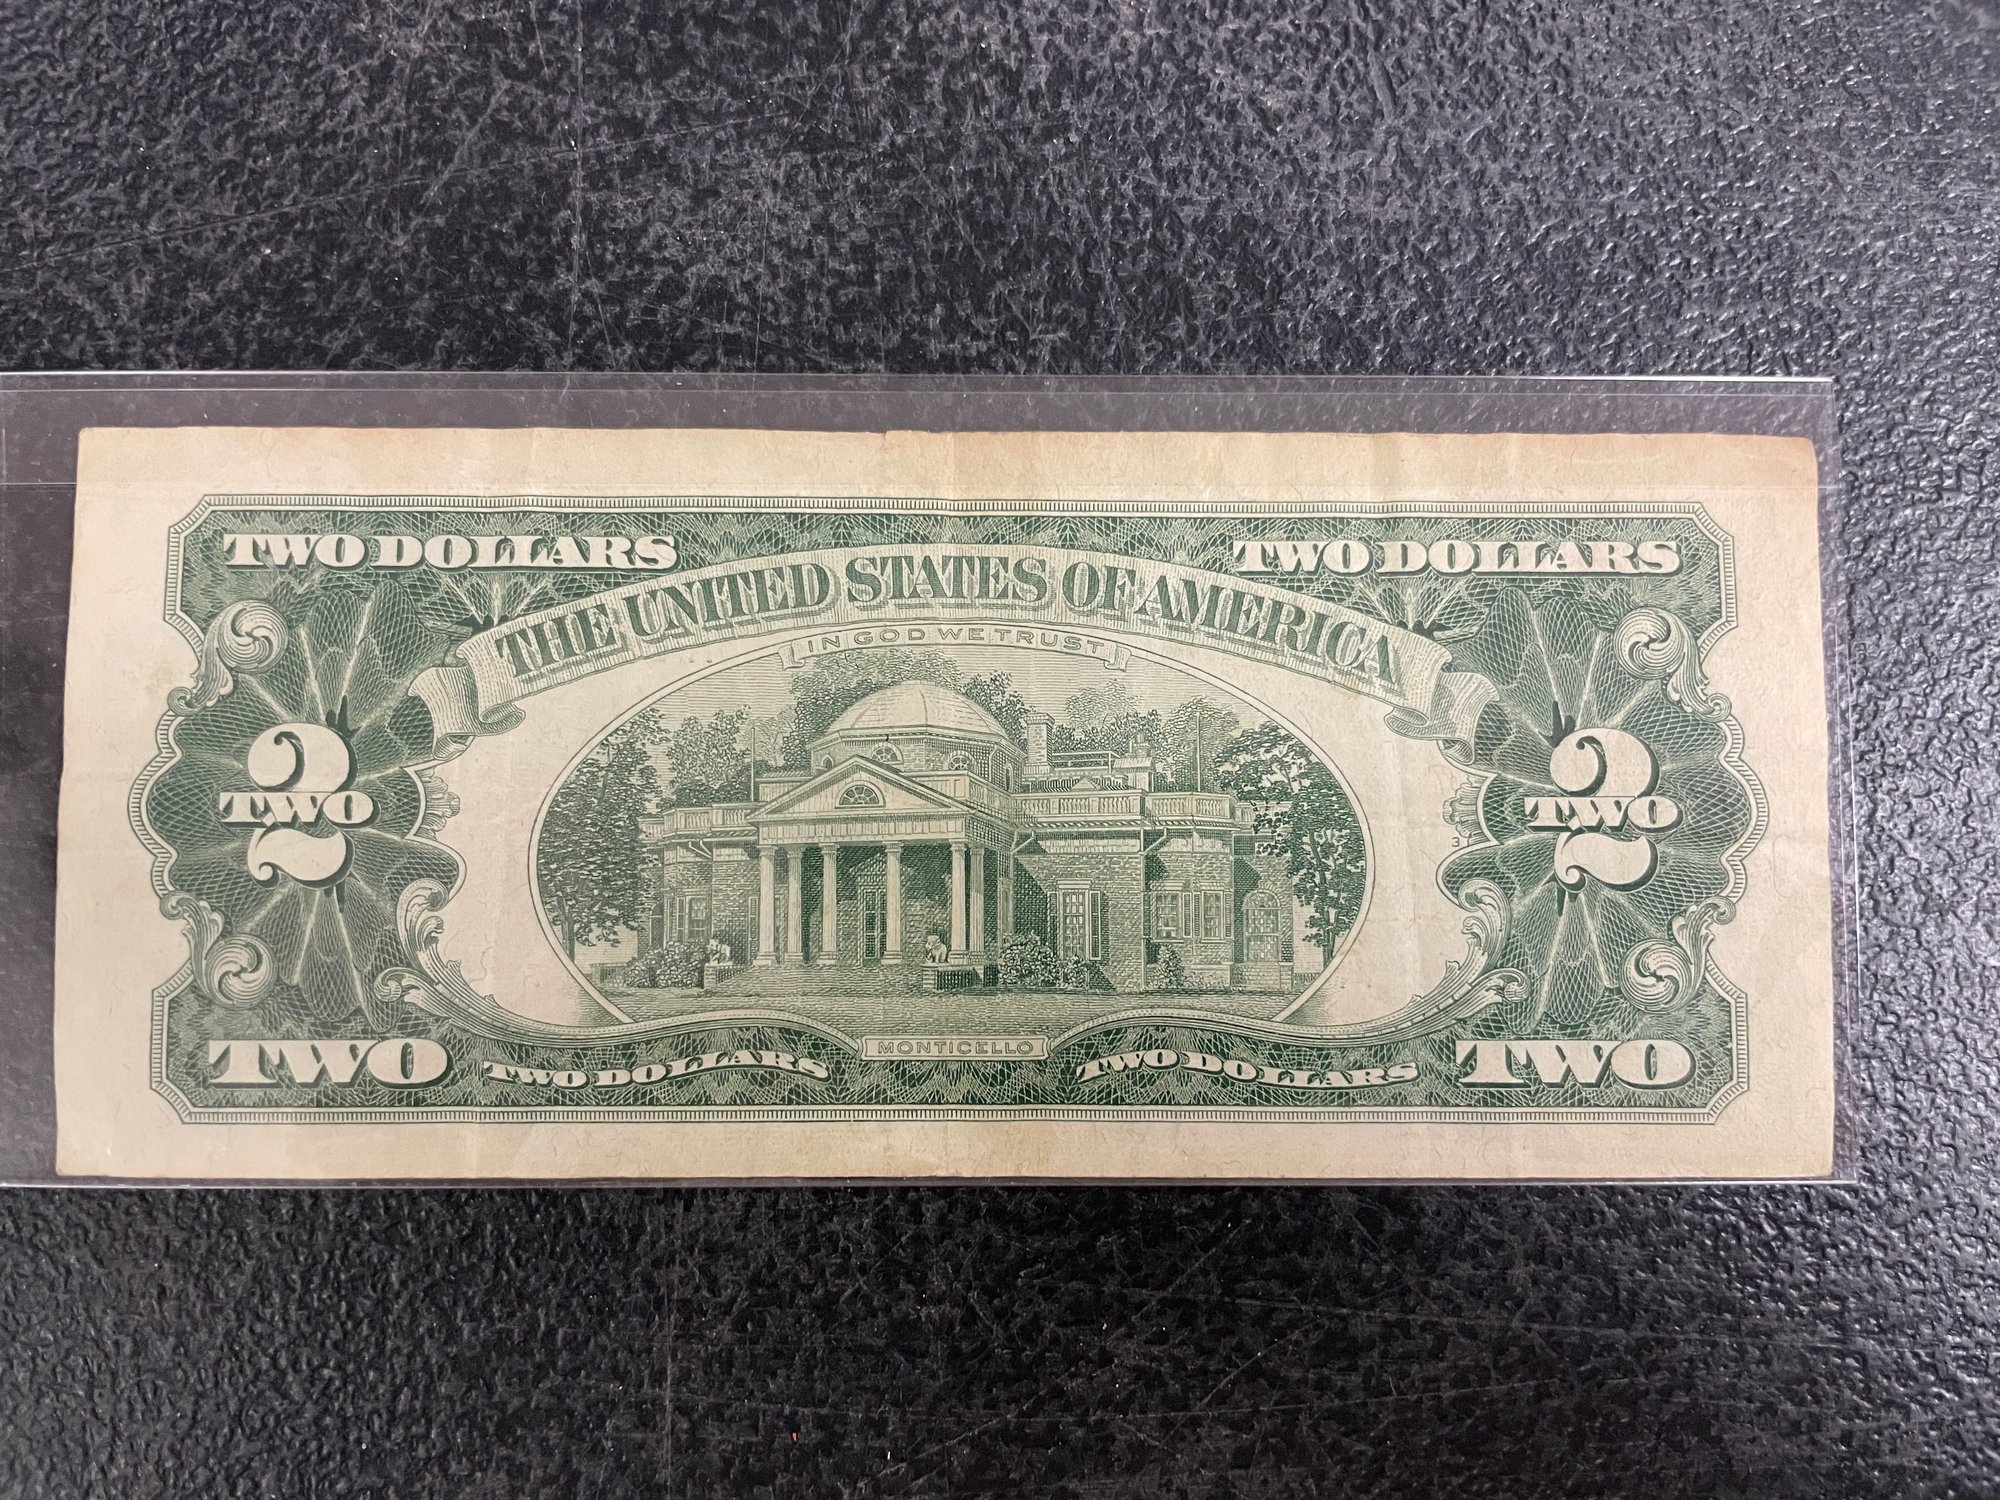 TWO DOLLARS
TWO DOLLARS
THE UNITED STATES OF AMERICA
IN GOD WE TRUST
2
TWO
2
TWO
3
MONTICELLO
TWO
TWO DOLLARS
TWO DOLLARS
TWO